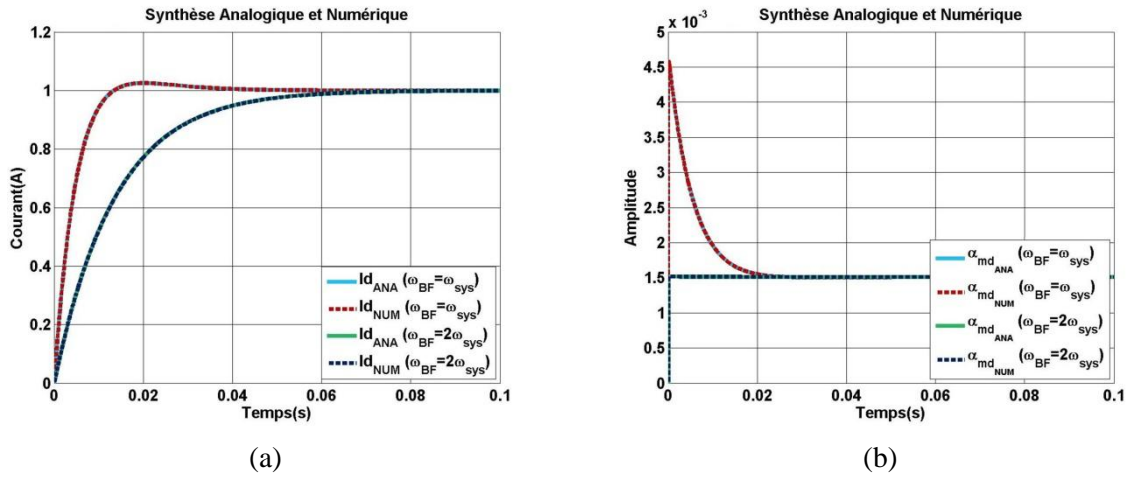 Synthèse Analogique et Numérique
1.2
1
0.8
0.6
0.4
0.2
0
Courant(A)
Id_ANA (ω_BF=ω_sys)
Id_NUM (ω_BF=ω_sys)
Id_ANA (ω_BF=2ω_sys)
Id_NUM (ω_BF=2ω_sys)
0 0.02 0.04 0.06 0.08 0.1
Temps(s)
(a)
Synthèse Analogique et Numérique
5 x 10^-3
4.5
4
3.5
3
2.5
2
1.5
1
0.5
0
Amplitude
α_md_ANA (ω_BF=ω_sys)
α_md_NUM (ω_BF=ω_sys)
α_md_ANA (ω_BF=2ω_sys)
α_md_NUM (ω_BF=2ω_sys)
0 0.02 0.04 0.06 0.08 0.1
Temps(s)
(b)